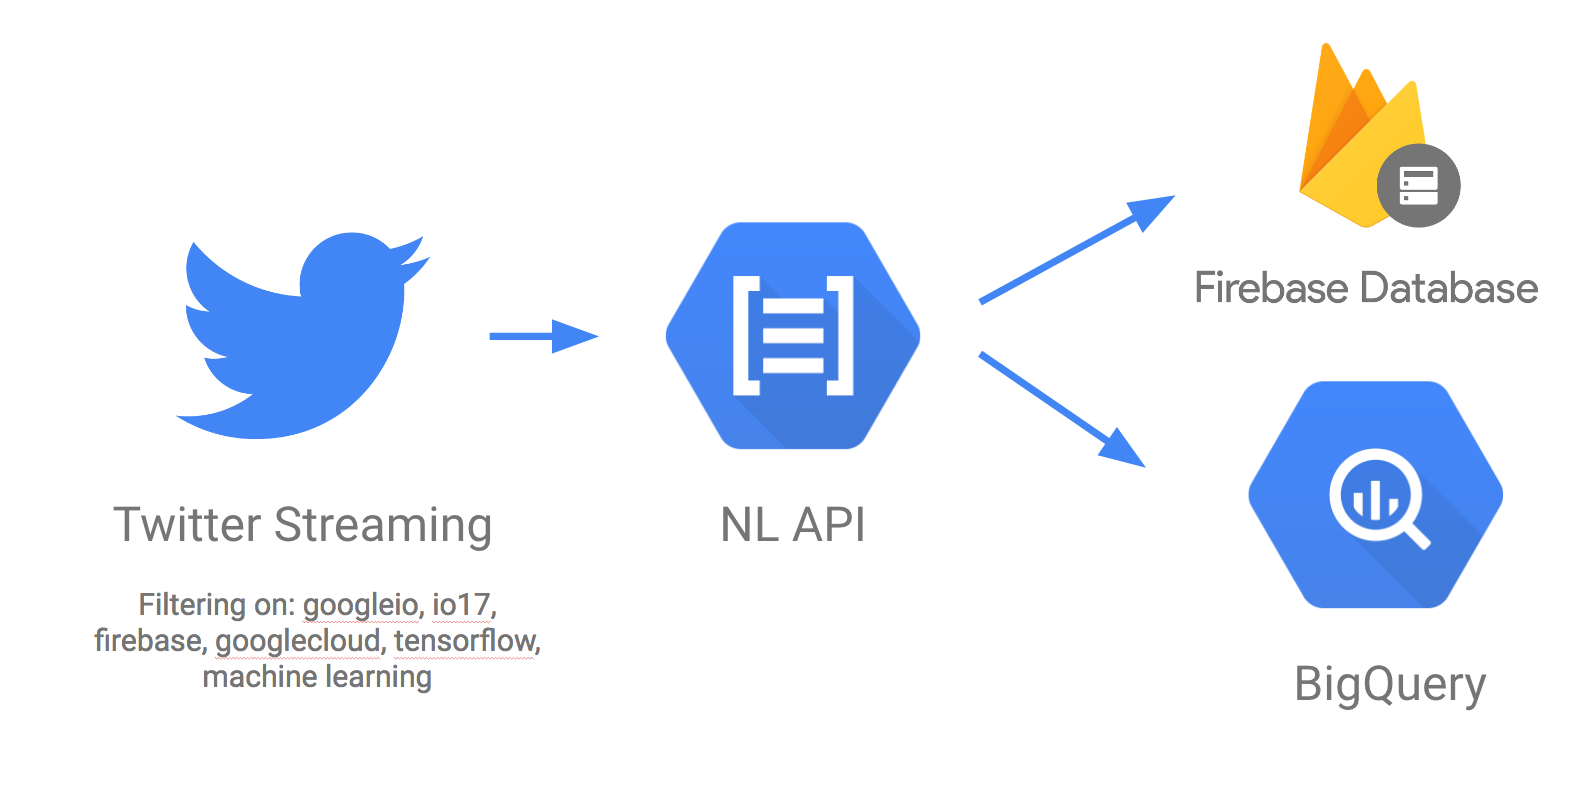 Twitter Streaming
Filtering on: googleio, io17,
firebase, googlecloud, tensorflow,
machine learning
NL API
Firebase Database
BigQuery